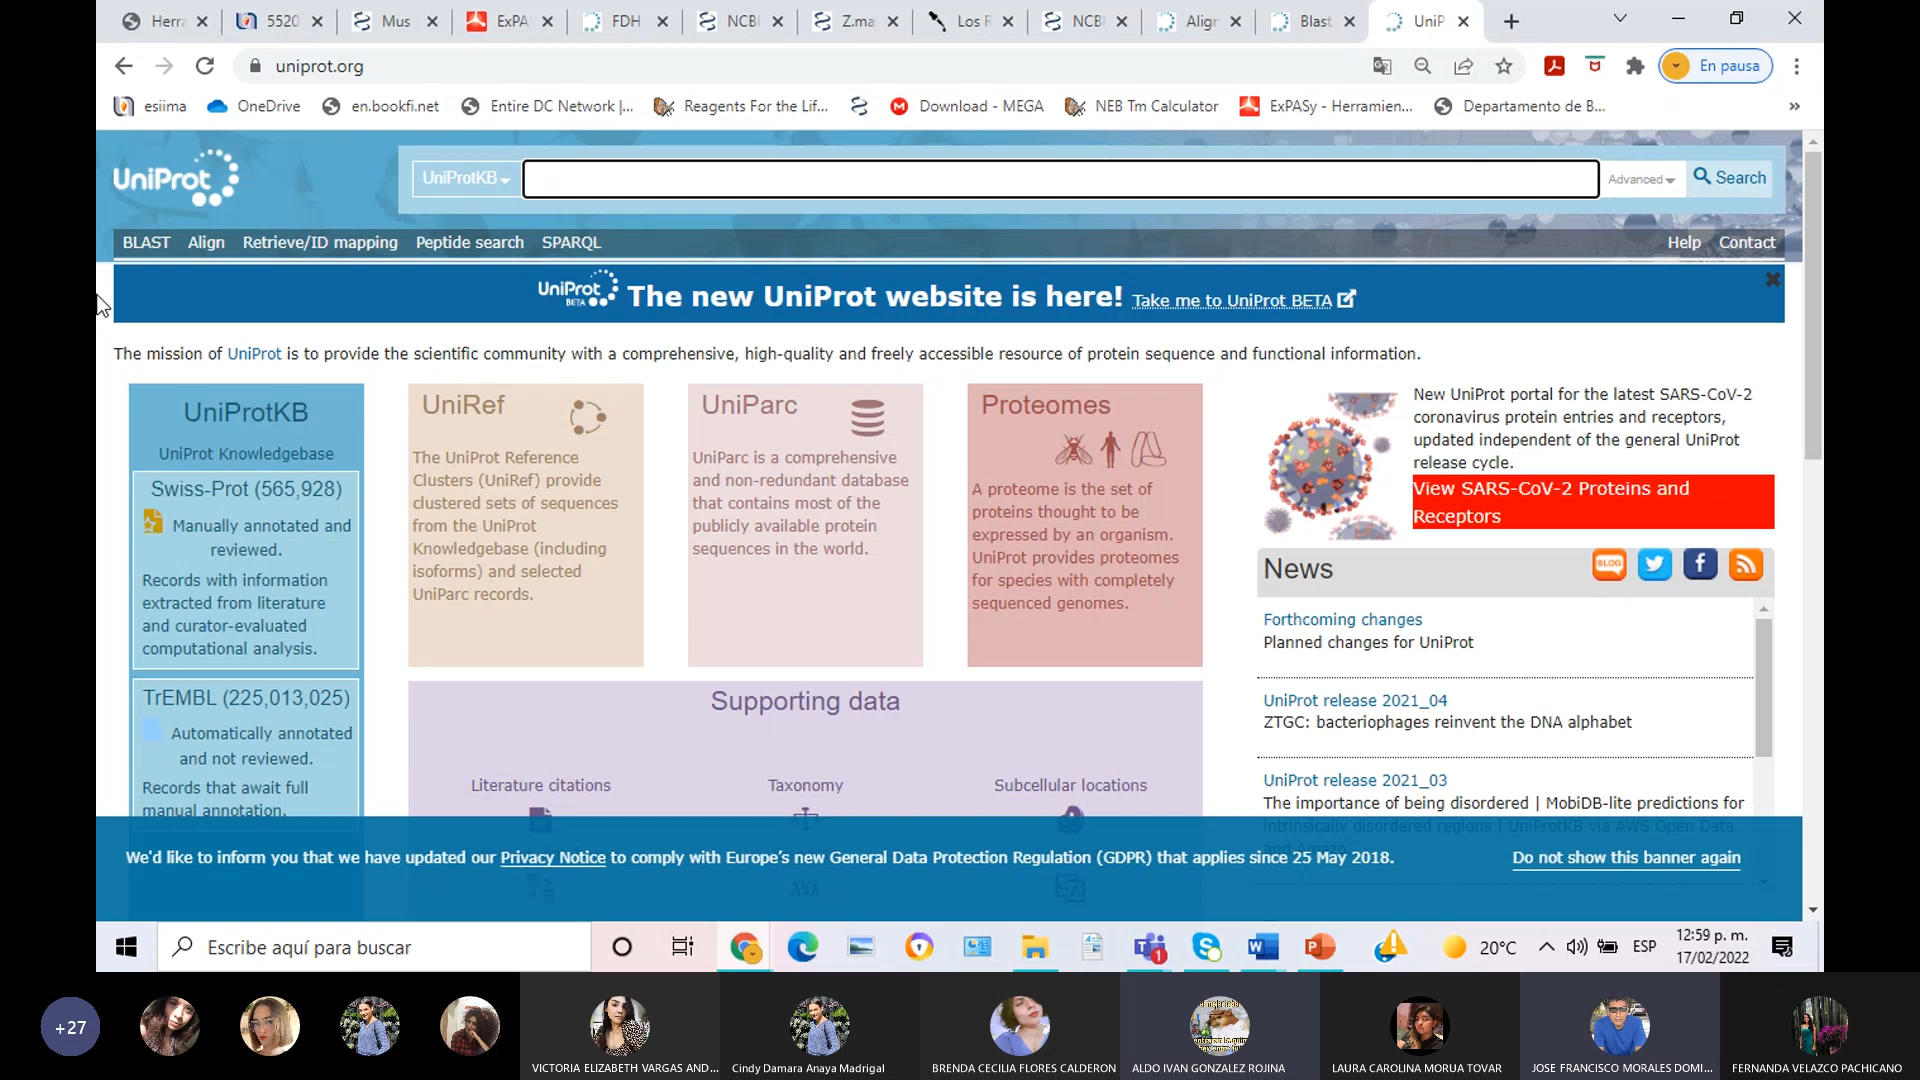 Herra
5520
Mus
ExPA
FDH
NCBI
Z.ma
Los R
NCBI
Align
Blast
UniP
uniprot.org
En pausa
esiima
OneDrive
en.bookfi.net
Entire DC Network |...
Reagents For the Lif...
Download - MEGA
NEB Tm Calculator
ExPASy - Herramien...
Departamento de B...
»
UniProt
UniProtKB
Advanced
Search
BLAST
Align
Retrieve/ID mapping
Peptide search
SPARQL
Help
Contact
UniProt BETA
The new UniProt website is here! Take me to UniProt BETA
The mission of UniProt is to provide the scientific community with a comprehensive, high-quality and freely accessible resource of protein sequence and functional information.
UniProtKB
UniProt Knowledgebase
Swiss-Prot (565,928)
Manually annotated and
reviewed.
Records with information
extracted from literature
and curator-evaluated
computational analysis.
TrEMBL (225,013,025)
Automatically annotated
and not reviewed.
Records that await full
manual annotation.
UniRef
The UniProt Reference
Clusters (UniRef) provide
clustered sets of sequences
from the UniProt
Knowledgebase (including
isoforms) and selected
UniParc records.
UniParc
UniParc is a comprehensive
and non-redundant database
that contains most of the
publicly available protein
sequences in the world.
Proteomes
A proteome is the set of
proteins thought to be
expressed by an organism.
UniProt provides proteomes
for species with completely
sequenced genomes.
Supporting data
Literature citations
Taxonomy
Subcellular locations
New UniProt portal for the latest SARS-CoV-2
coronavirus protein entries and receptors,
updated independent of the general UniProt
release cycle.
View SARS-CoV-2 Proteins and
Receptors
News
BLOG
Forthcoming changes
Planned changes for UniProt
UniProt release 2021_04
ZTGC: bacteriophages reinvent the DNA alphabet
UniProt release 2021_03
The importance of being disordered | MobiDB-lite predictions for
intrinsically disordered regions | UniProtKB via AWS Open Data
We'd like to inform you that we have updated our Privacy Notice to comply with Europe's new General Data Protection Regulation (GDPR) that applies since 25 May 2018.
Do not show this banner again
Escribe aquí para buscar
1
20°C
ESP
12:59 p. m.
17/02/2022
+27
VICTORIA ELIZABETH VARGAS AND...
Cindy Damara Anaya Madrigal
BRENDA CECILIA FLORES CALDERON
ALDO IVAN GONZALEZ ROJINA
LAURA CAROLINA MORUA TOVAR
JOSE FRANCISCO MORALES DOMI...
FERNANDA VELAZCO PACHICANO